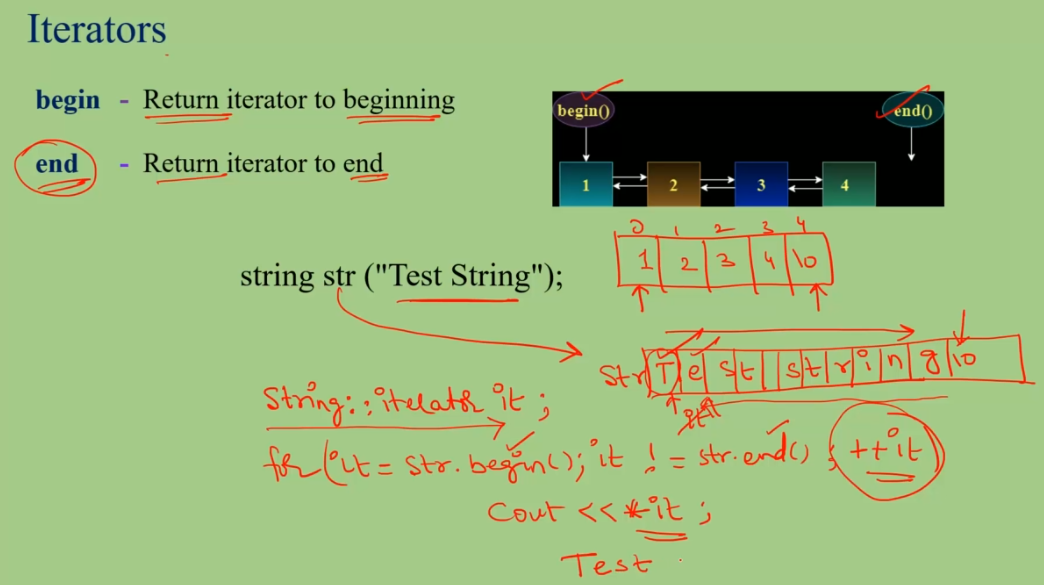 Iterators
begin - Return iterator to beginning
end - Return iterator to end
begin() end()
1 2 3 4
0 1 2 3 4
1 2 3 4 \0
string str ("Test String");
Str T e s t s t r i n g \0
String::iterator it ;
for (it = str.begin(); it != str.end() ; ++it)
Cout << *it ;
Test